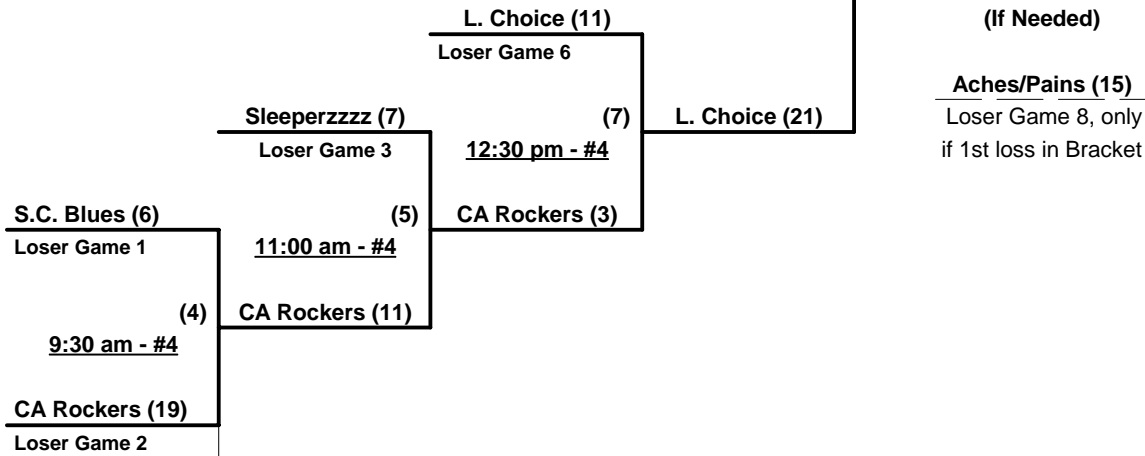 L. Choice (11)
(If Needed)
Loser Game 6
Aches/Pains (15)
Sleeperzzzz (7)
(7)
L. Choice (21)
Loser Game 8, only
Loser Game 3
12:30 pm - #4
if 1st loss in Bracket
S.C. Blues (6)
(5)
CA Rockers (3)
Loser Game 1
11:00 am - #4
(4)
CA Rockers (11)
9:30 am - #4
CA Rockers (19)
Loser Game 2